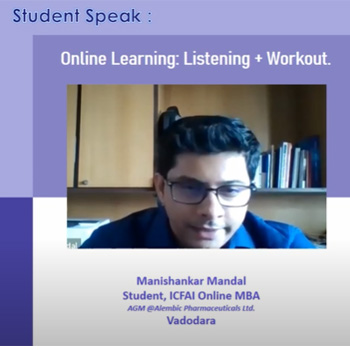 Student Speak :
Online Learning: Listening + Workout.
Manishankar Mandal
Student, ICFAI Online MBA
AGM @Alembic Pharmaceuticals Ltd.
Vadodara